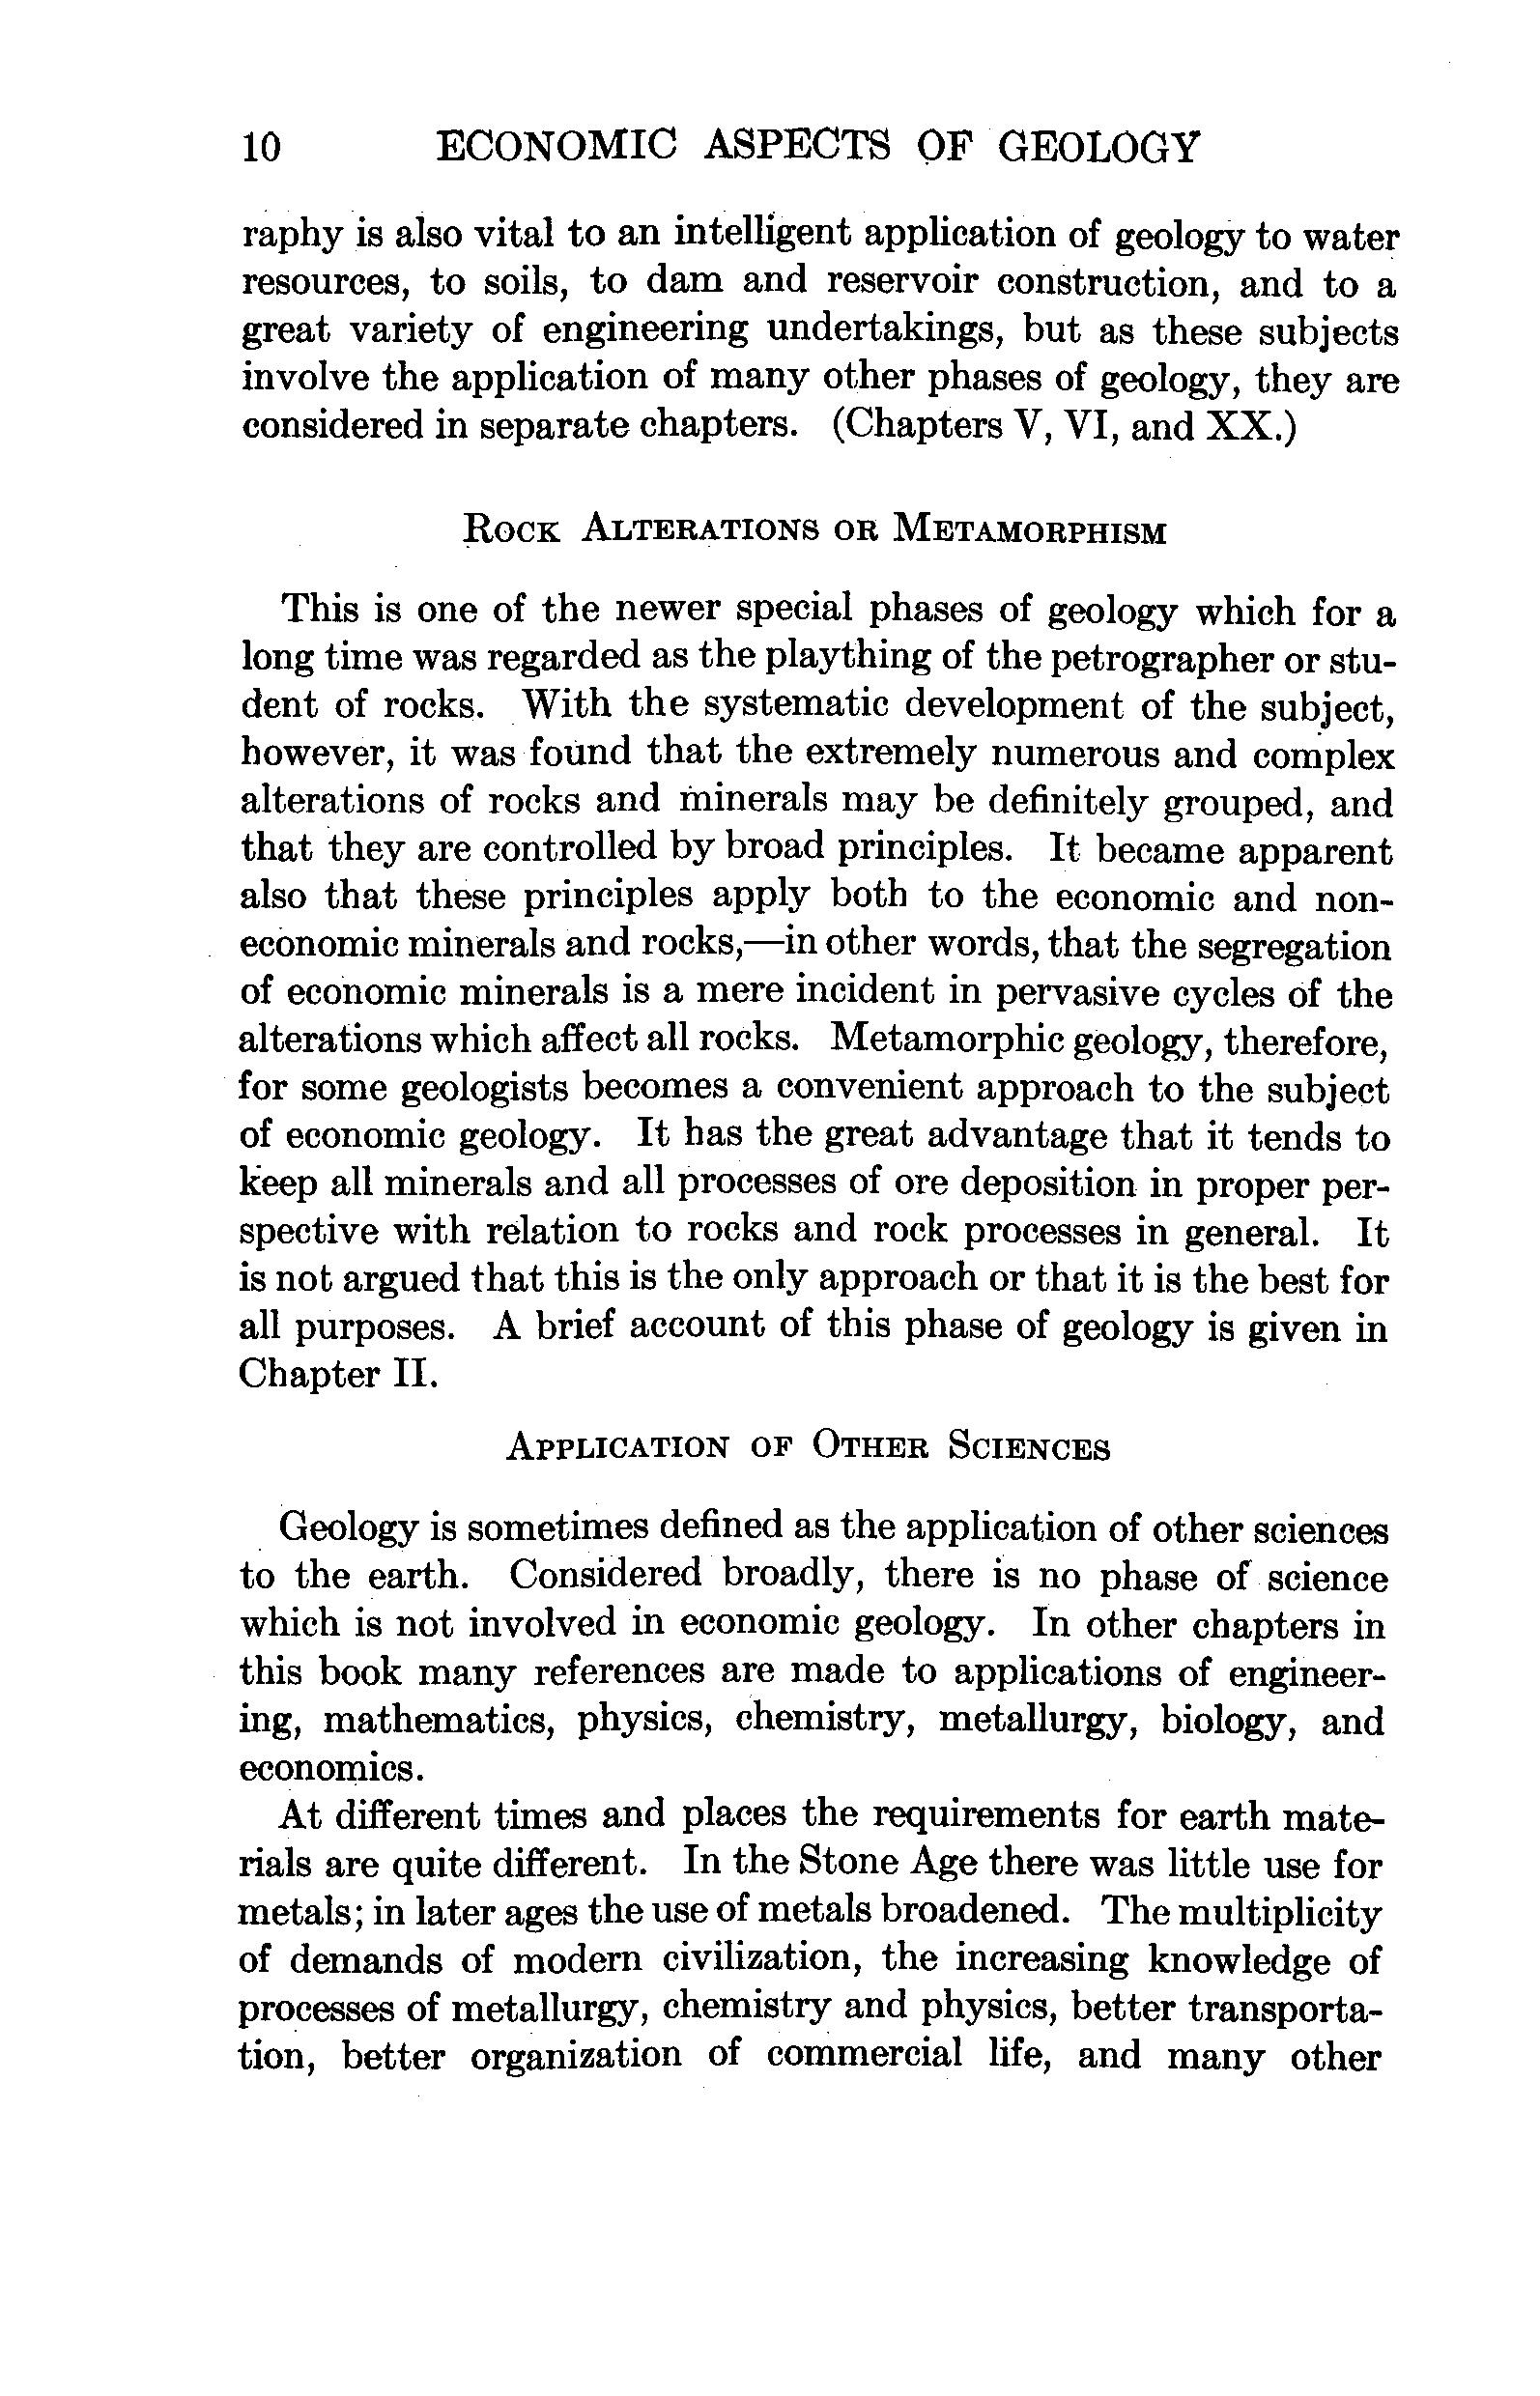 10 ECONOMIC ASPECTS OF GEOLOGY
raphy is also vital to an intelligent application of geology to water
resources, to soils, to dam and reservoir construction, and to a
great variety of engineering undertakings, but as these subjects
involve the application of many other phases of geology, they are
considered in separate chapters. (Chapters V, VI, and XX.)
ROCK ALTERATIONS OR METAMORPHISM
This is one of the newer special phases of geology which for a
long time was regarded as the plaything of the petrographer or stu-
dent of rocks. With the systematic development of the subject,
however, it was found that the extremely numerous and complex
alterations of rocks and minerals may be definitely grouped, and
that they are controlled by broad principles. It became apparent
also that these principles apply both to the economic and non-
economic minerals and rocks,—in other words, that the segregation
of economic minerals is a mere incident in pervasive cycles of the
alterations which affect all rocks. Metamorphic geology, therefore,
for some geologists becomes a convenient approach to the subject
of economic geology. It has the great advantage that it tends to
keep all minerals and all processes of ore deposition in proper per-
spective with relation to rocks and rock processes in general. It
is not argued that this is the only approach or that it is the best for
all purposes. A brief account of this phase of geology is given in
Chapter II.
APPLICATION OF OTHER SCIENCES
Geology is sometimes defined as the application of other sciences
to the earth. Considered broadly, there is no phase of science
which is not involved in economic geology. In other chapters in
this book many references are made to applications of engineer-
ing, mathematics, physics, chemistry, metallurgy, biology, and
economics.
At different times and places the requirements for earth mate-
rials are quite different. In the Stone Age there was little use for
metals; in later ages the use of metals broadened. The multiplicity
of demands of modern civilization, the increasing knowledge of
processes of metallurgy, chemistry and physics, better transporta-
tion, better organization of commercial life, and many other